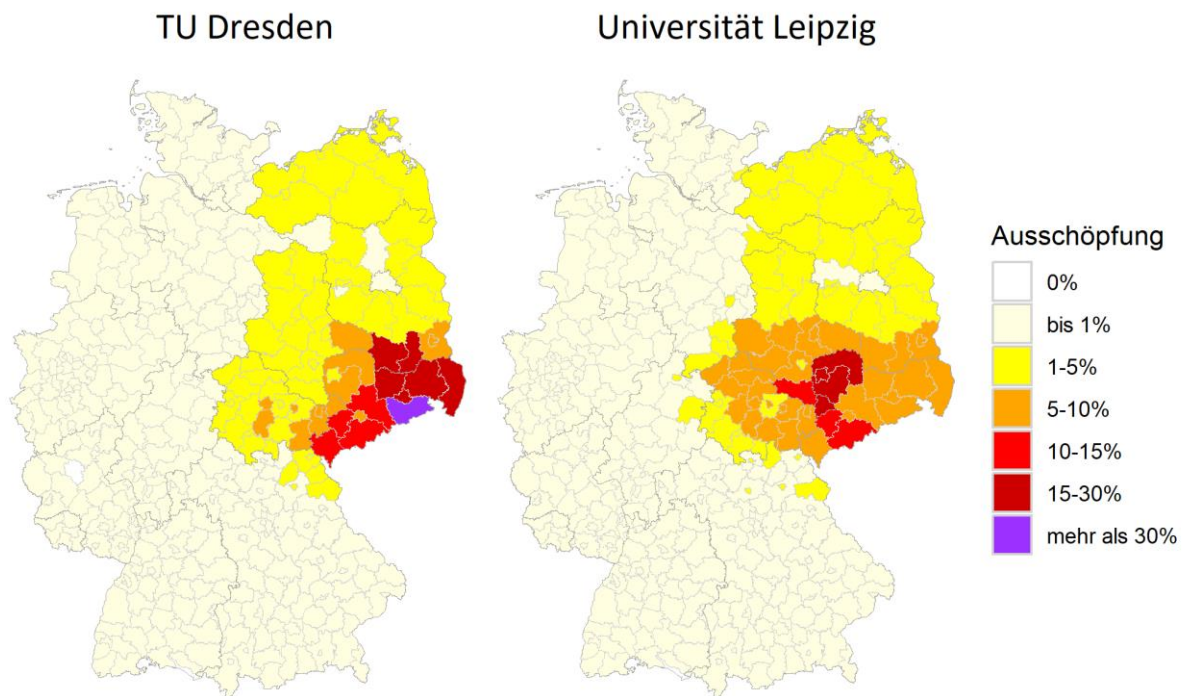 TU Dresden
Universität Leipzig
Ausschöpfung
0%
bis 1%
1-5%
5-10%
10-15%
15-30%
mehr als 30%